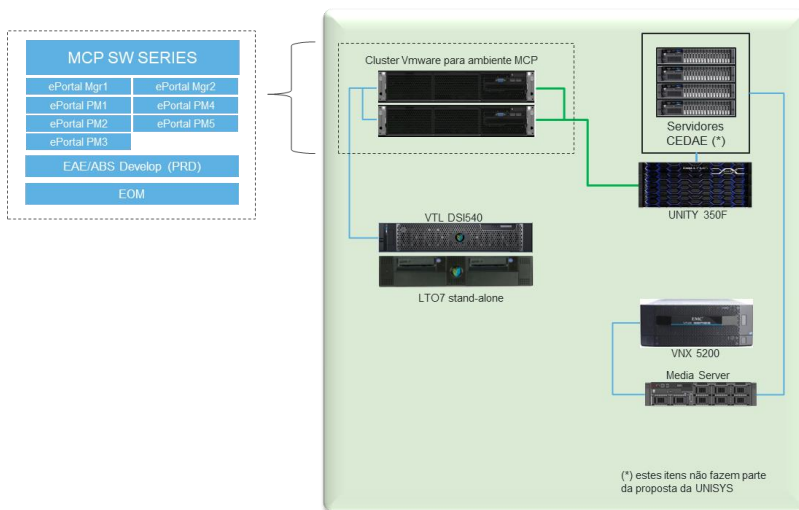 MCP SW SERIES
ePortal Mgr1
ePortal Mgr2
ePortal PM1
ePortal PM4
ePortal PM2
ePortal PM5
ePortal PM3
EAE/ABS Develop (PRD)
EOM
Cluster Vmware para ambiente MCP
Servidores
CEDAE (*)
UNITY 350F
VTL DSI540
LTO7 stand-alone
EMC
VNX 5200
Media Server
(*) estes itens não fazem parte
da proposta da UNISYS